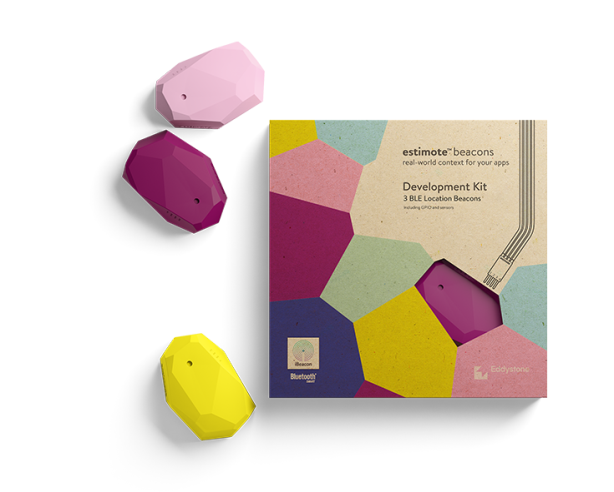 estimote™ beacons
real-world context for your apps
Development Kit
3 BLE Location Beacons
including GPIO and sensors
iBeacon
Bluetooth®
Eddystone